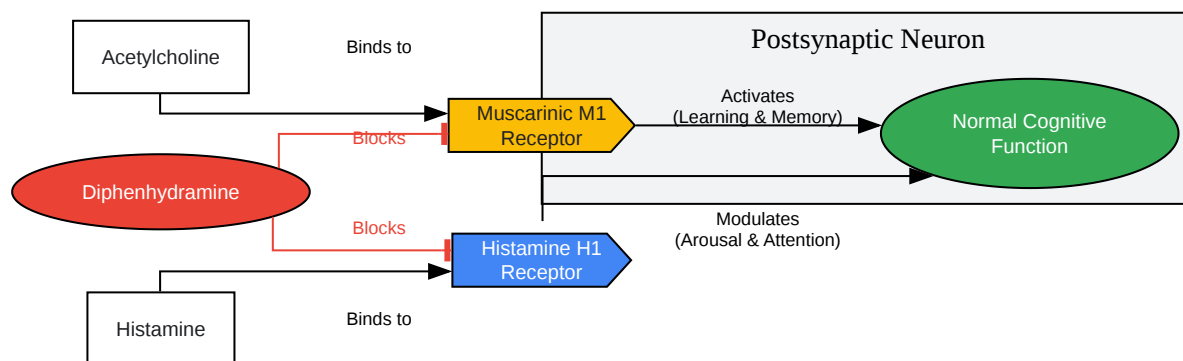 Postsynaptic Neuron
Acetylcholine
Binds to
Muscarinic M1
Receptor
Activates
(Learning & Memory)
Normal Cognitive
Function
Blocks
Diphenhydramine
Blocks
Modulates
(Arousal & Attention)
Histamine H1
Receptor
Histamine
Binds to